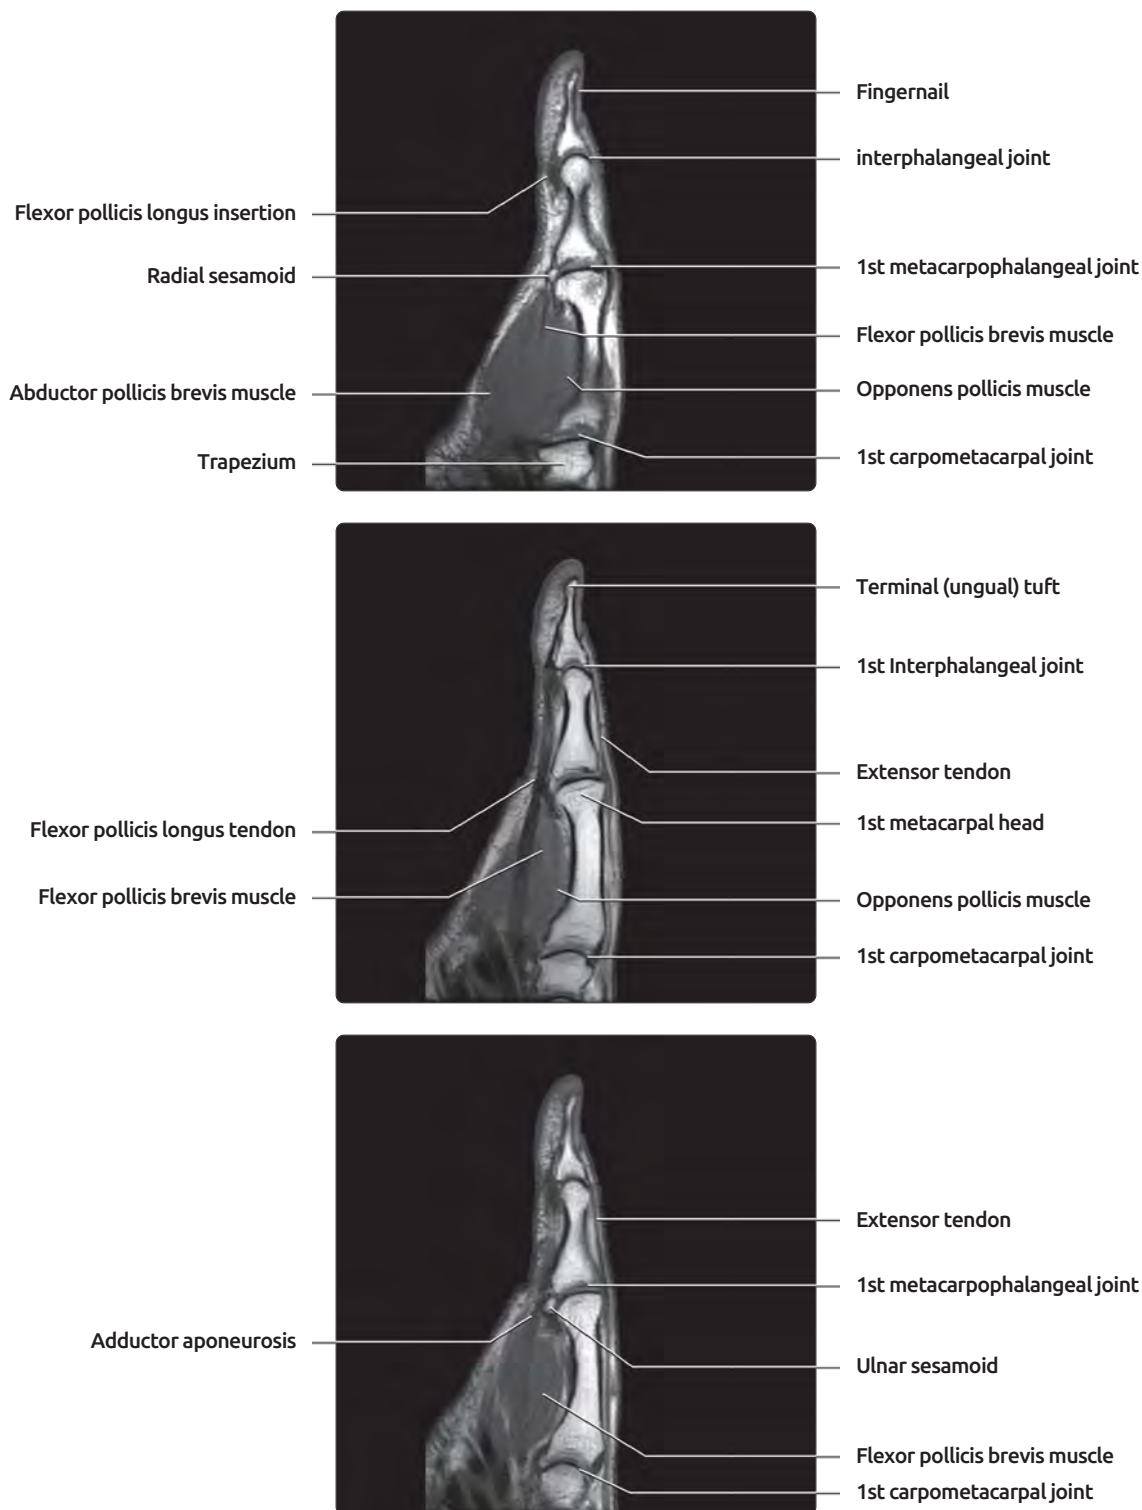 Fingernail
interphalangeal joint
Flexor pollicis longus insertion
Radial sesamoid
1st metacarpophalangeal joint
Flexor pollicis brevis muscle
Abductor pollicis brevis muscle
Opponens pollicis muscle
Trapezium
1st carpometacarpal joint
Terminal (ungual) tuft
1st Interphalangeal joint
Extensor tendon
Flexor pollicis longus tendon
1st metacarpal head
Flexor pollicis brevis muscle
Opponens pollicis muscle
1st carpometacarpal joint
Extensor tendon
1st metacarpophalangeal joint
Adductor aponeurosis
Ulnar sesamoid
Flexor pollicis brevis muscle
1st carpometacarpal joint